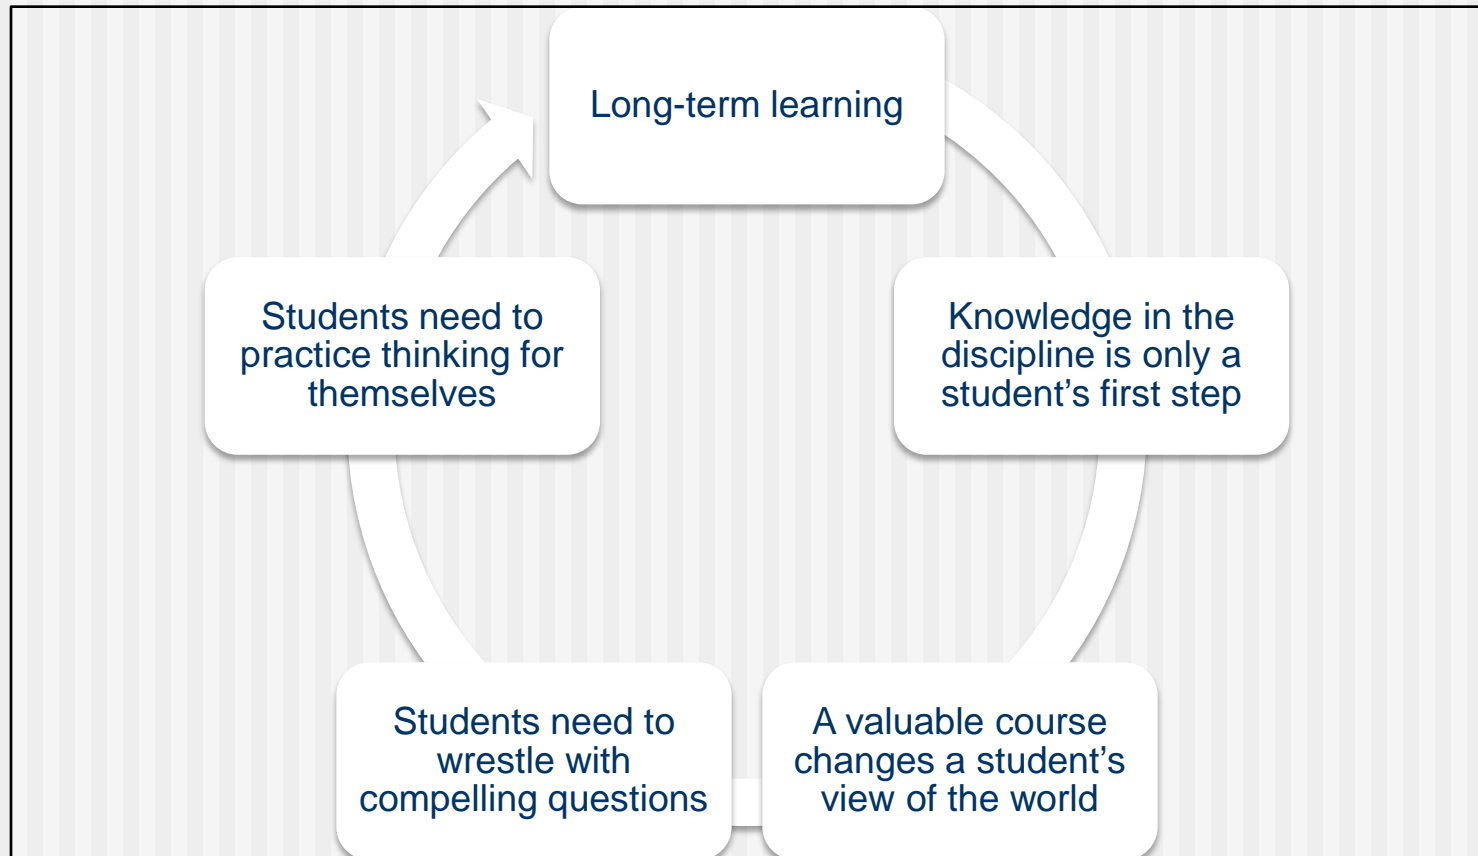 Long-term learning
Knowledge in the
discipline is only a
student’s first step
A valuable course
changes a student’s
view of the world
Students need to
wrestle with
compelling questions
Students need to
practice thinking for
themselves